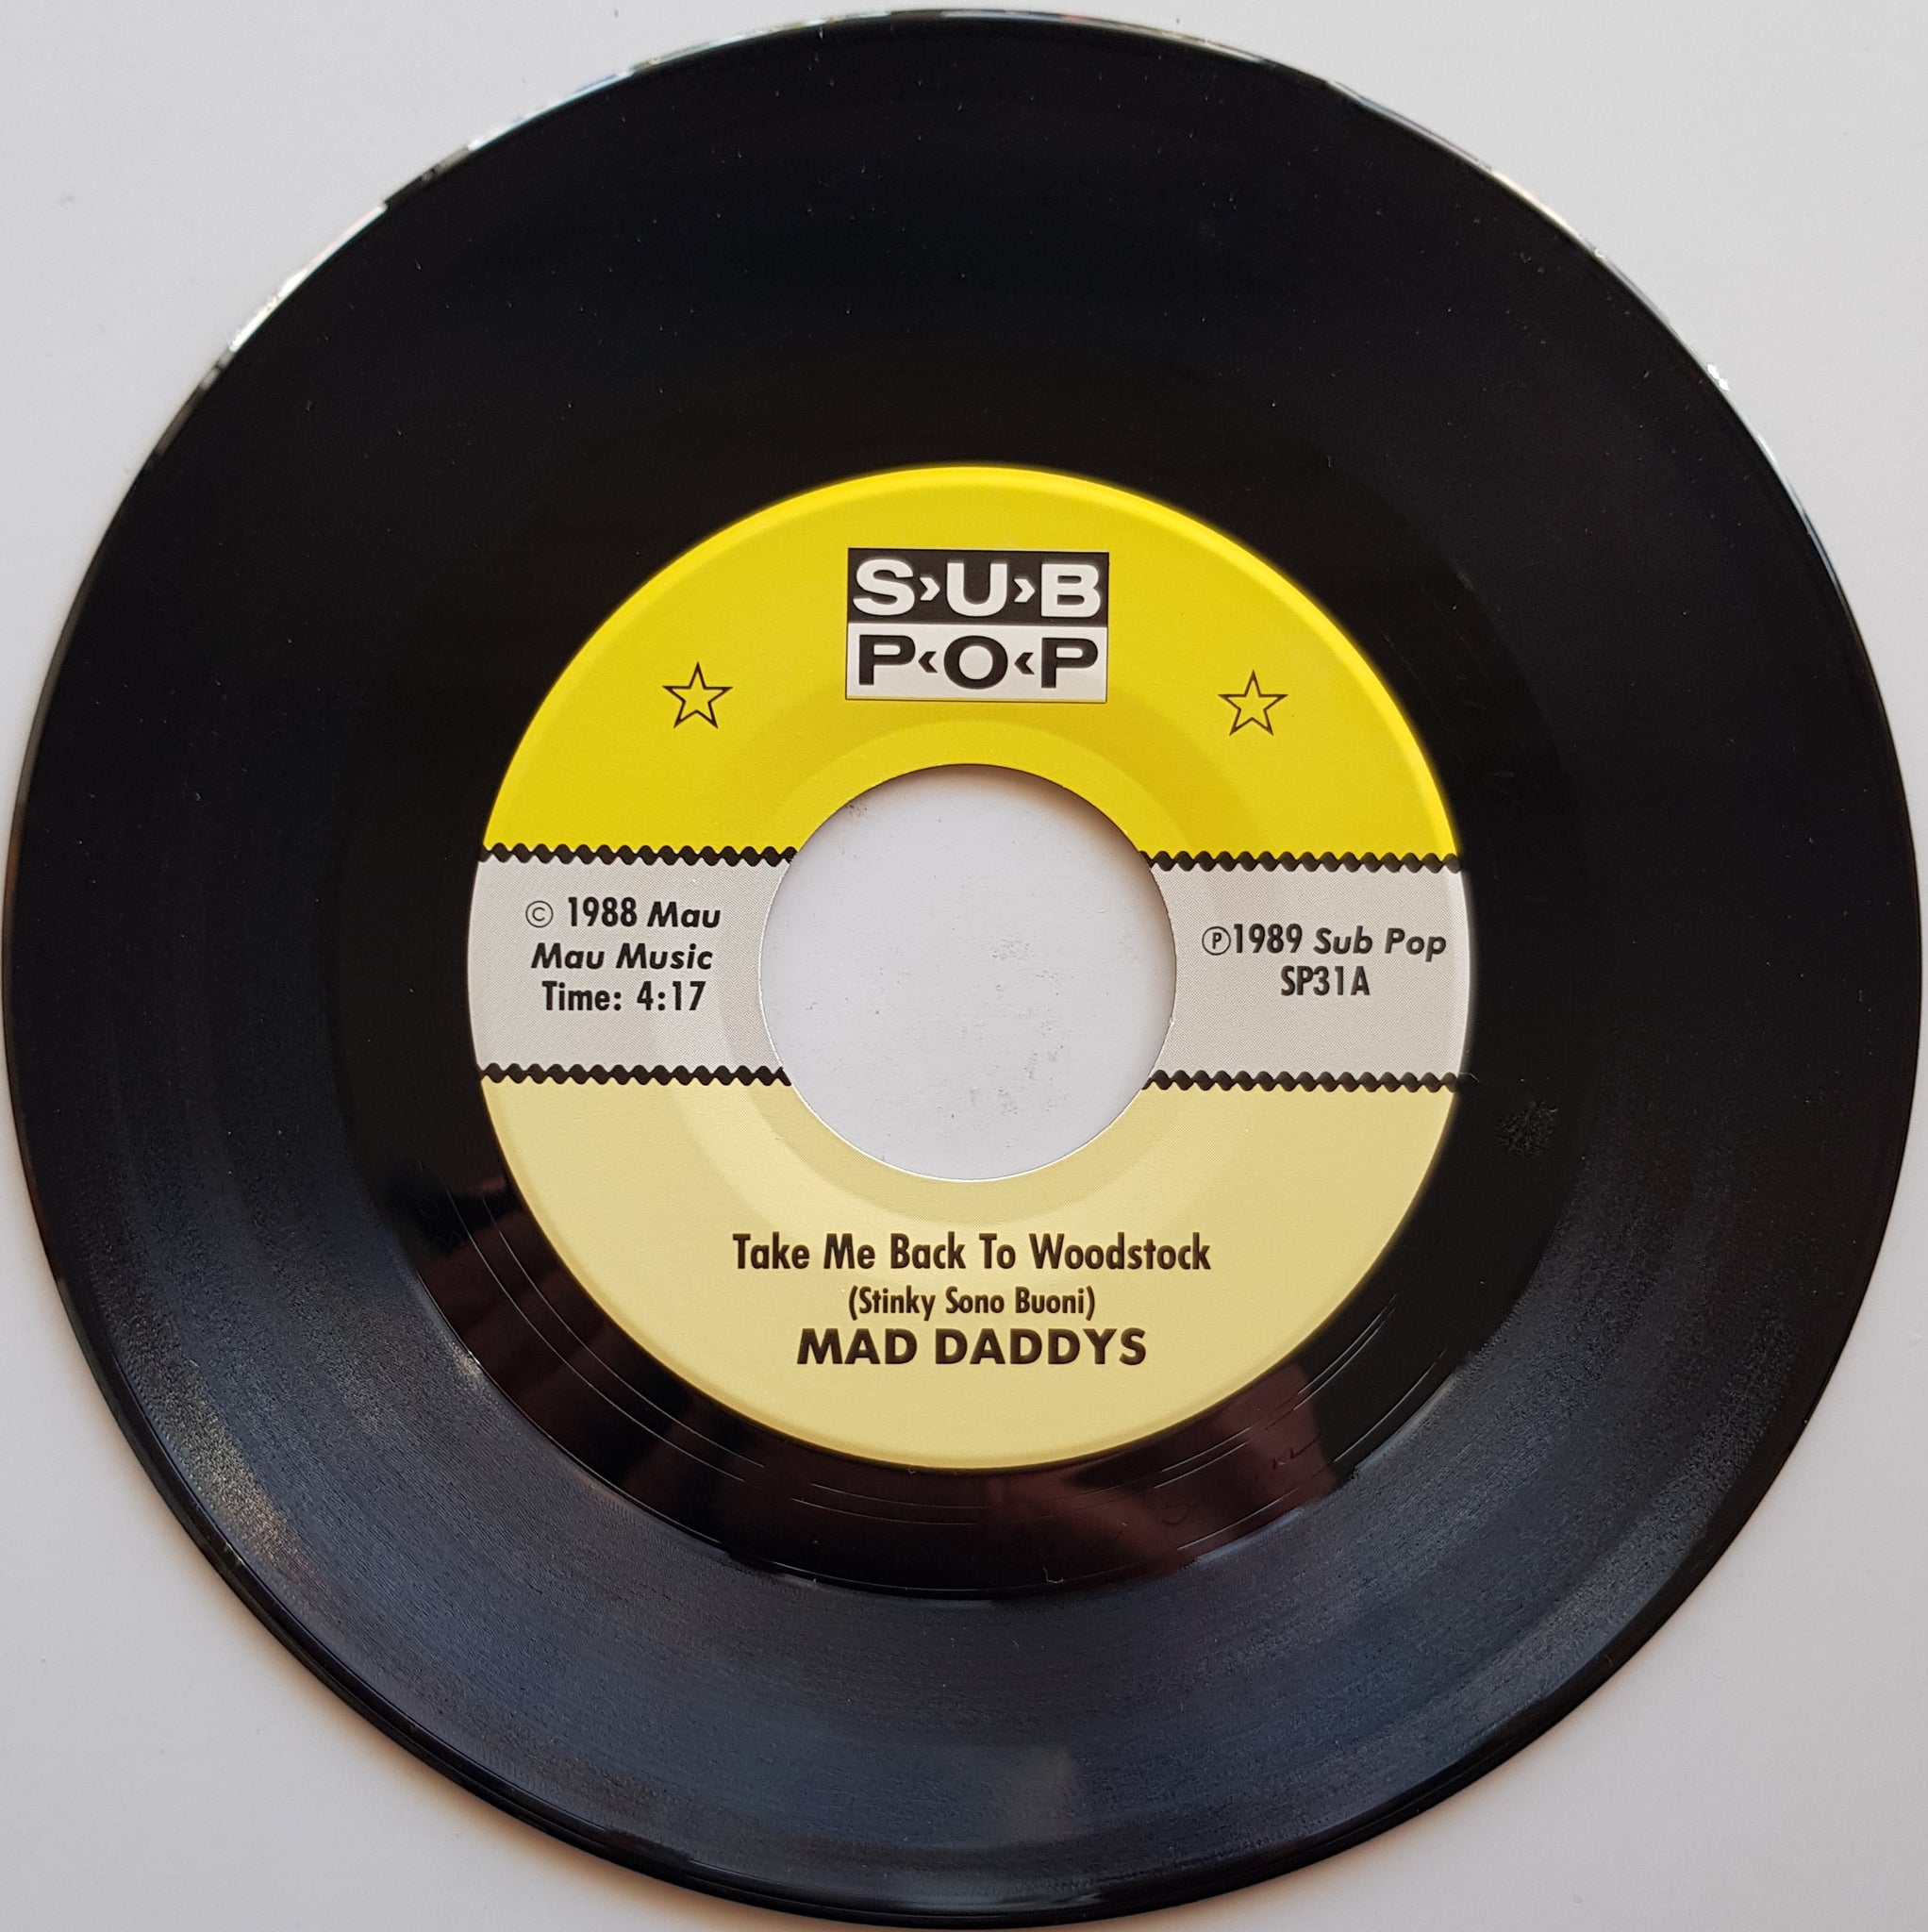 S›U›B
P‹O‹P
© 1988 Mau
Mau Music
Time: 4:17
℗1989 Sub Pop
SP31A
Take Me Back To Woodstock
(Stinky Sono Buoni)
MAD DADDYS